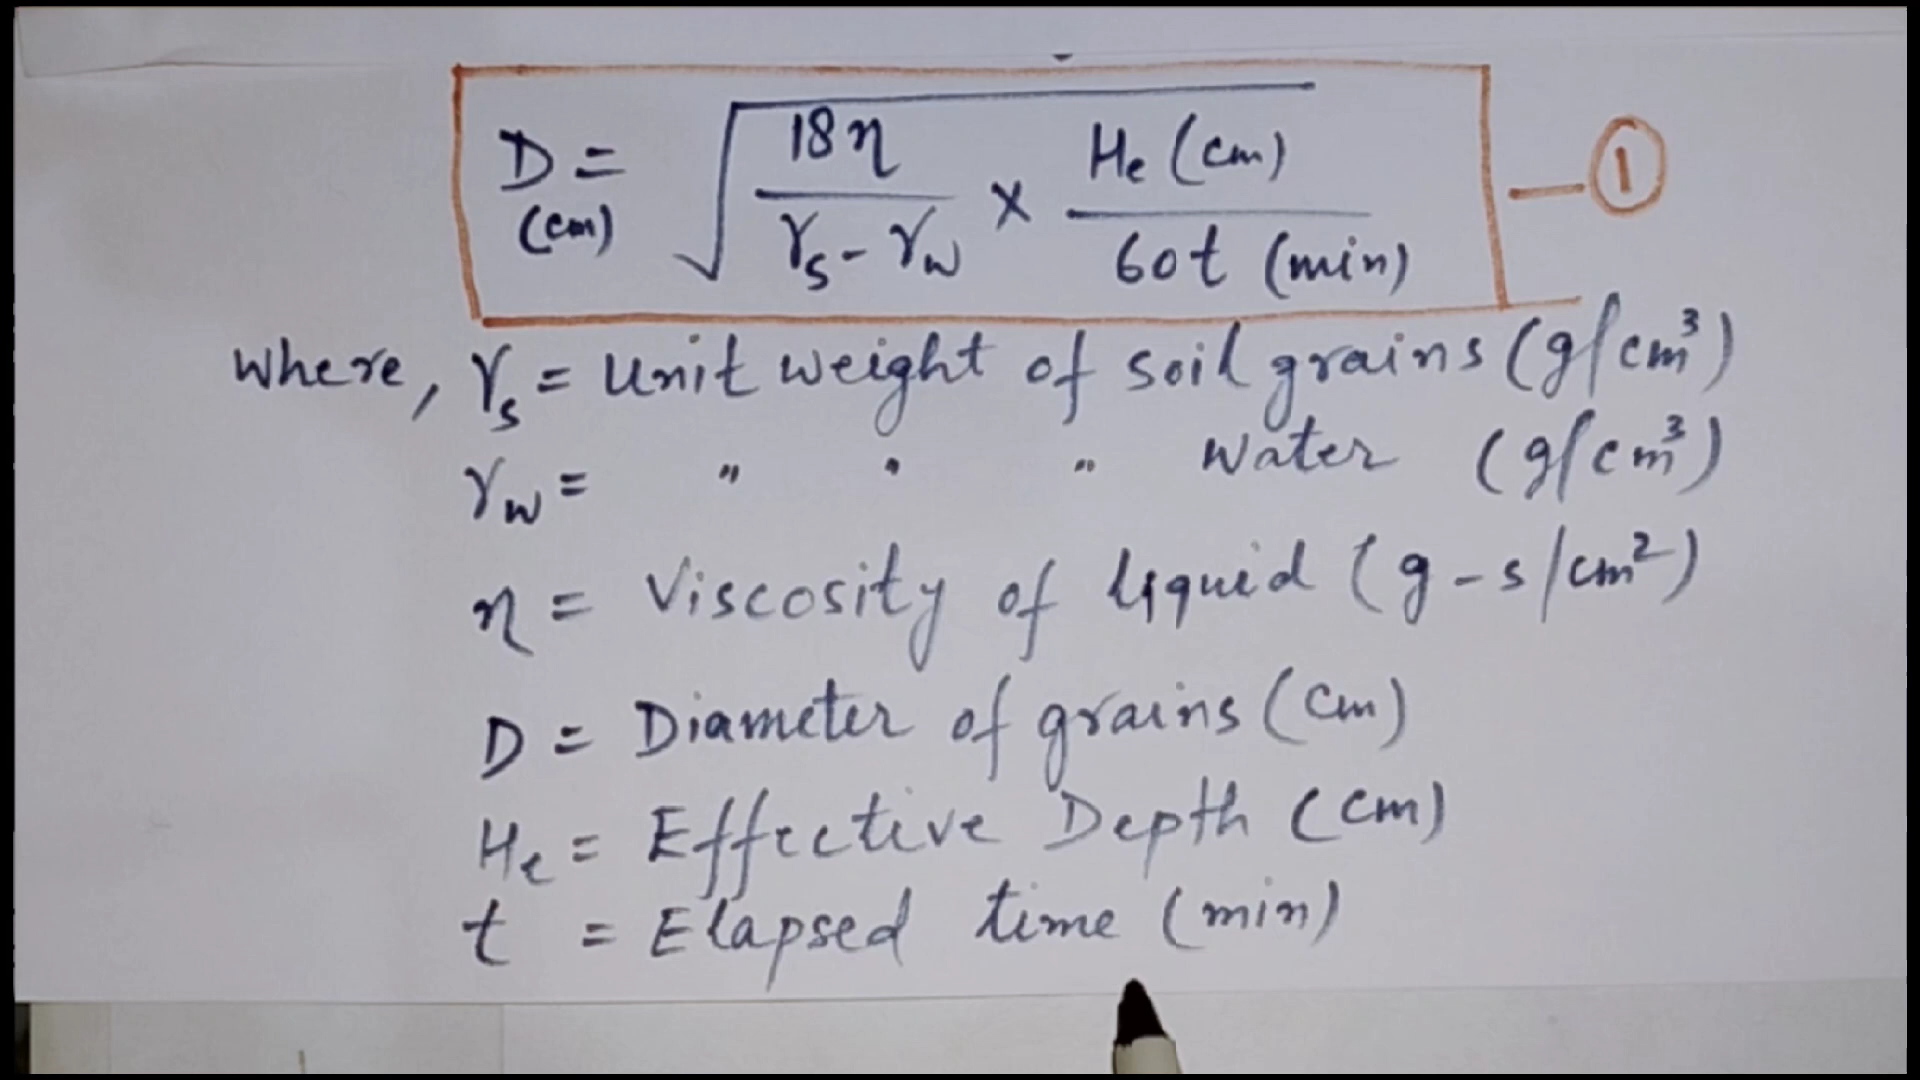 D (cm) = √(18η / (γs - γw) × He (cm) / 60t (min)) — ①
where, γs = Unit weight of soil grains (g/cm³)
γw = " " " water (g/cm³)
η = Viscosity of liquid (g-s/cm²)
D = Diameter of grains (cm)
He = Effective Depth (cm)
t = Elapsed time (min)